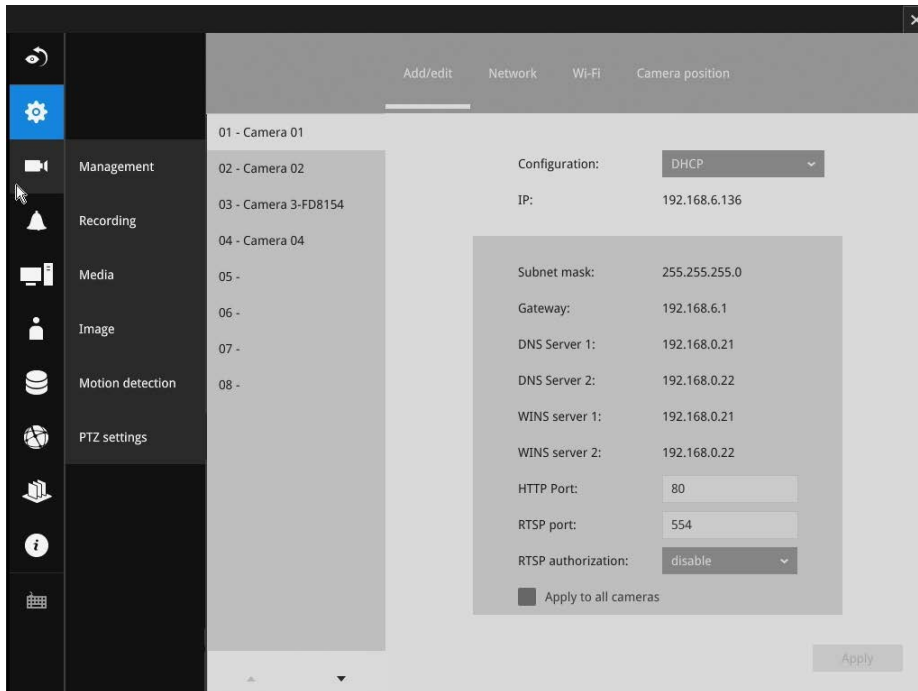 Add/edit Network Wi-Fi Camera position
Management
Recording
Media
Image
Motion detection
PTZ settings
01 - Camera 01
02 - Camera 02
03 - Camera 3-FD8154
04 - Camera 04
05 -
06 -
07 -
08 -
Configuration: DHCP
IP: 192.168.6.136
Subnet mask: 255.255.255.0
Gateway: 192.168.6.1
DNS Server 1: 192.168.0.21
DNS Server 2: 192.168.0.22
WINS server 1: 192.168.0.21
WINS server 2: 192.168.0.22
HTTP Port: 80
RTSP port: 554
RTSP authorization: disable
Apply to all cameras
Apply